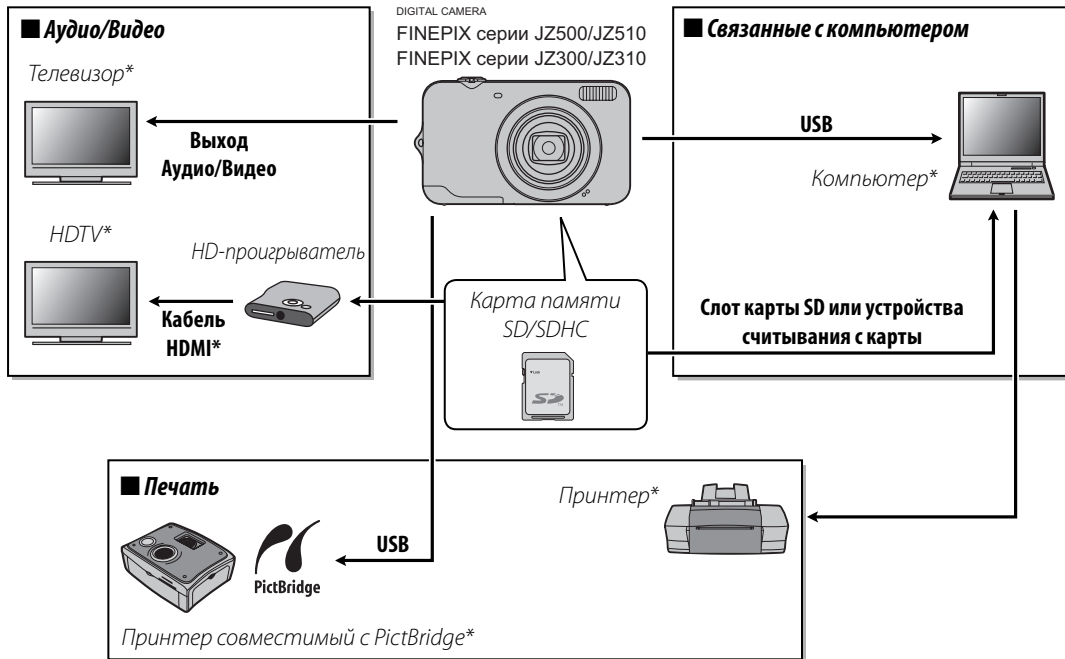 DIGITAL CAMERA
FINEPIX серии JZ500/JZ510
FINEPIX серии JZ300/JZ310
■ Аудио/Видео
Телевизор*
Выход
Аудио/Видео
HDTV*
HD-проигрыватель
Кабель
HDMI*
Карта памяти
SD/SDHC
SD
■ Связанные с компьютером
USB
Компьютер*
Слот карты SD или устройства
считывания с карты
■ Печать
Принтер*
USB
PictBridge
Принтер совместимый с PictBridge*